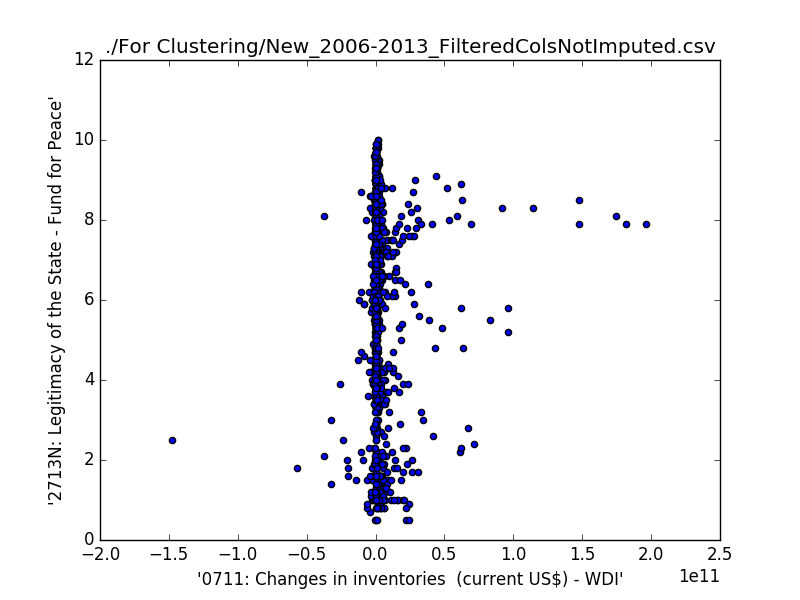 ./For Clustering/New_2006-2013_FilteredColsNotImputed.csv
12
10
8
6
4
2
0
'2713N: Legitimacy of the State - Fund for Peace'
−2.0 −1.5 −1.0 −0.5 0.0 0.5 1.0 1.5 2.0 2.5
1e11
'0711: Changes in inventories  (current US$) - WDI'